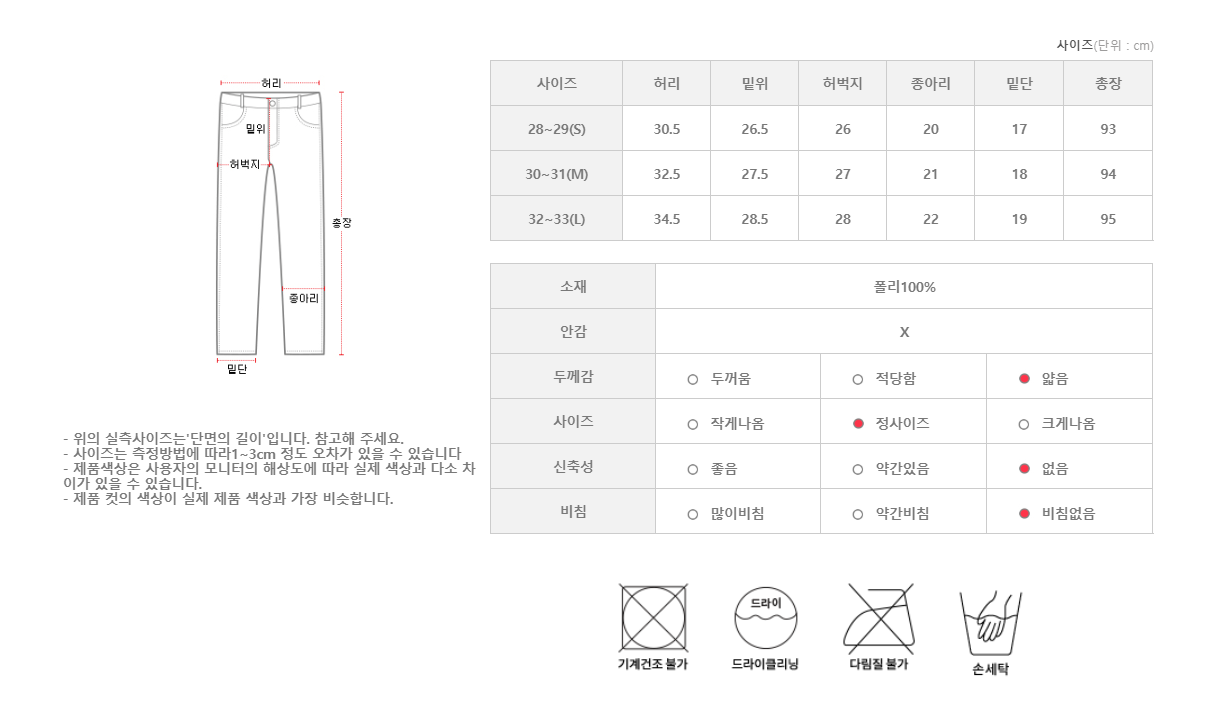 허리
밑위
허벅지
총장
종아리
밑단
- 위의 실측사이즈는'단면의 길이'입니다. 참고해 주세요.
- 사이즈는 측정방법에 따라1~3cm 정도 오차가 있을 수 있습니다
- 제품색상은 사용자의 모니터의 해상도에 따라 실제 색상과 다소 차
이가 있을 수 있습니다.
- 제품 컷의 색상이 실제 제품 색상과 가장 비슷합니다.
사이즈(단위 : cm)
사이즈 허리 밑위 허벅지 종아리 밑단 총장
28~29(S) 30.5 26.5 26 20 17 93
30~31(M) 32.5 27.5 27 21 18 94
32~33(L) 34.5 28.5 28 22 19 95
소재 폴리100%
안감 X
두께감 두꺼움 적당함 얇음
사이즈 작게나옴 정사이즈 크게나옴
신축성 좋음 약간있음 없음
비침 많이비침 약간비침 비침없음
드라이
기계건조 불가 드라이클리닝 다림질 불가 손세탁